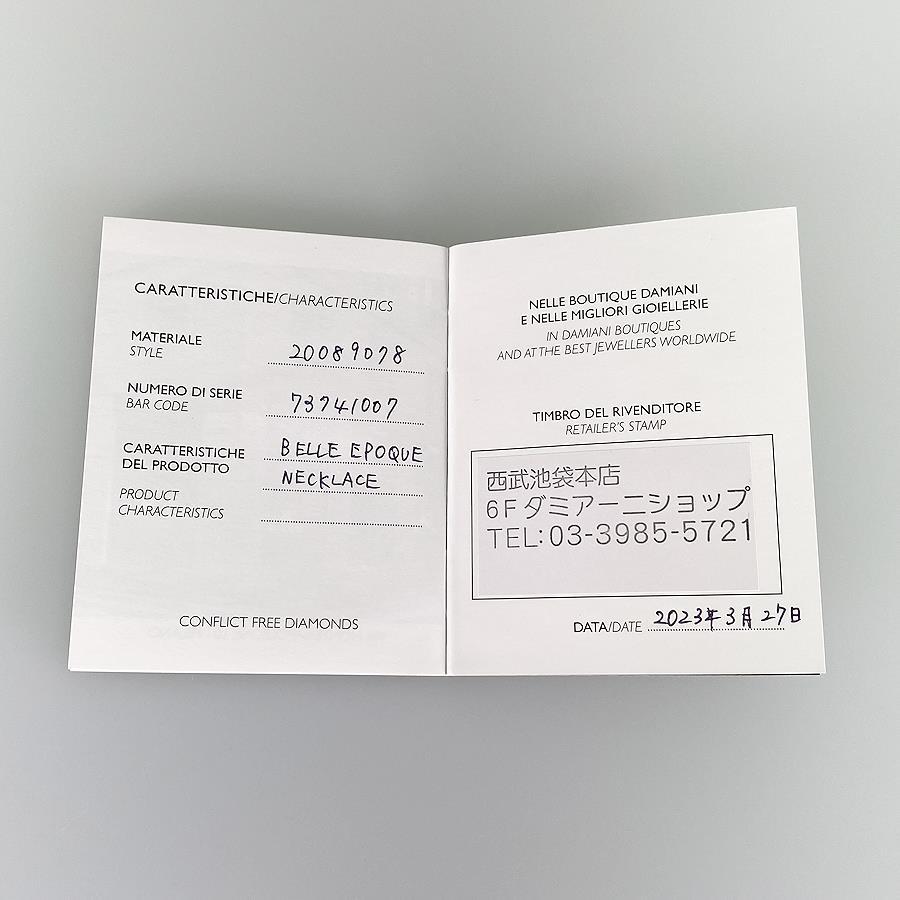 CARATTERISTICHE/CHARACTERISTICS
MATERIALE
STYLE
20089078
NUMERO DI SERIE
BAR CODE
73741007
CARATTERISTICHE
DEL PRODOTTO
BELLE EPOQUE
NECKLACE
PRODUCT
CHARACTERISTICS
CONFLICT FREE DIAMONDS
NELLE BOUTIQUE DAMIANI
E NELLE MIGLIORI GIOIELLERIE
IN DAMIANI BOUTIQUES
AND AT THE BEST JEWELLERS WORLDWIDE
TIMBRO DEL RIVENDITORE
RETAILER'S STAMP
西武池袋本店
6Fダミアーニショップ
TEL:03-3985-5721
DATA/DATE 2023年3月27日